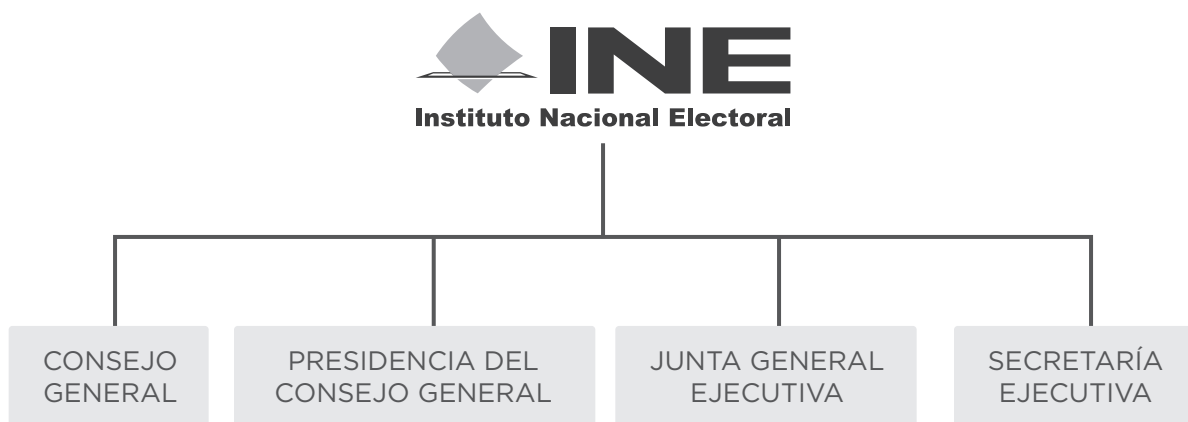 INE
Instituto Nacional Electoral
CONSEJO
GENERAL
PRESIDENCIA DEL
CONSEJO GENERAL
JUNTA GENERAL
EJECUTIVA
SECRETARÍA
EJECUTIVA